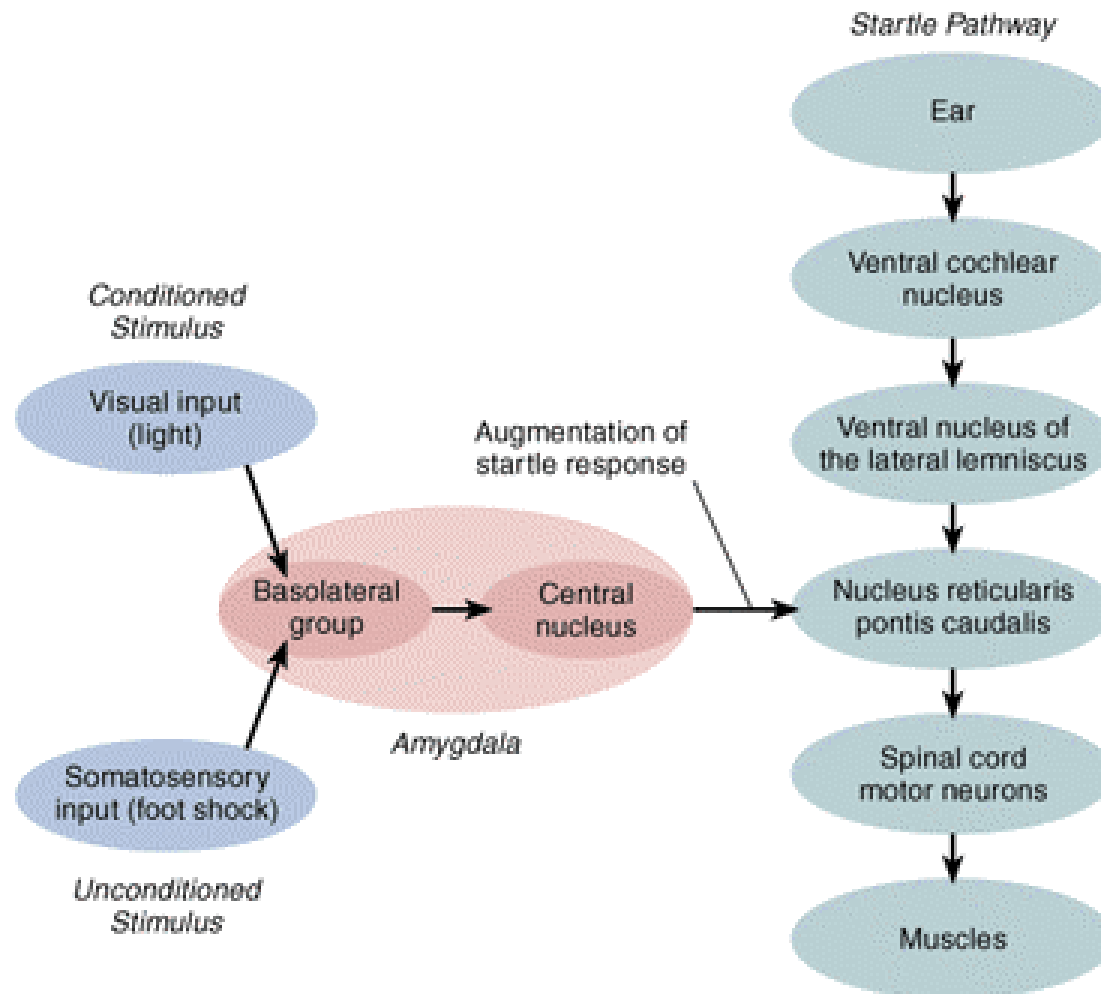 Startle Pathway
Ear
Ventral cochlear
nucleus
Conditioned
Stimulus
Visual input
(light)
Augmentation of
startle response
Ventral nucleus of
the lateral lemniscus
Basolateral
group
Central
nucleus
Nucleus reticularis
pontis caudalis
Amygdala
Somatosensory
input (foot shock)
Spinal cord
motor neurons
Unconditioned
Stimulus
Muscles